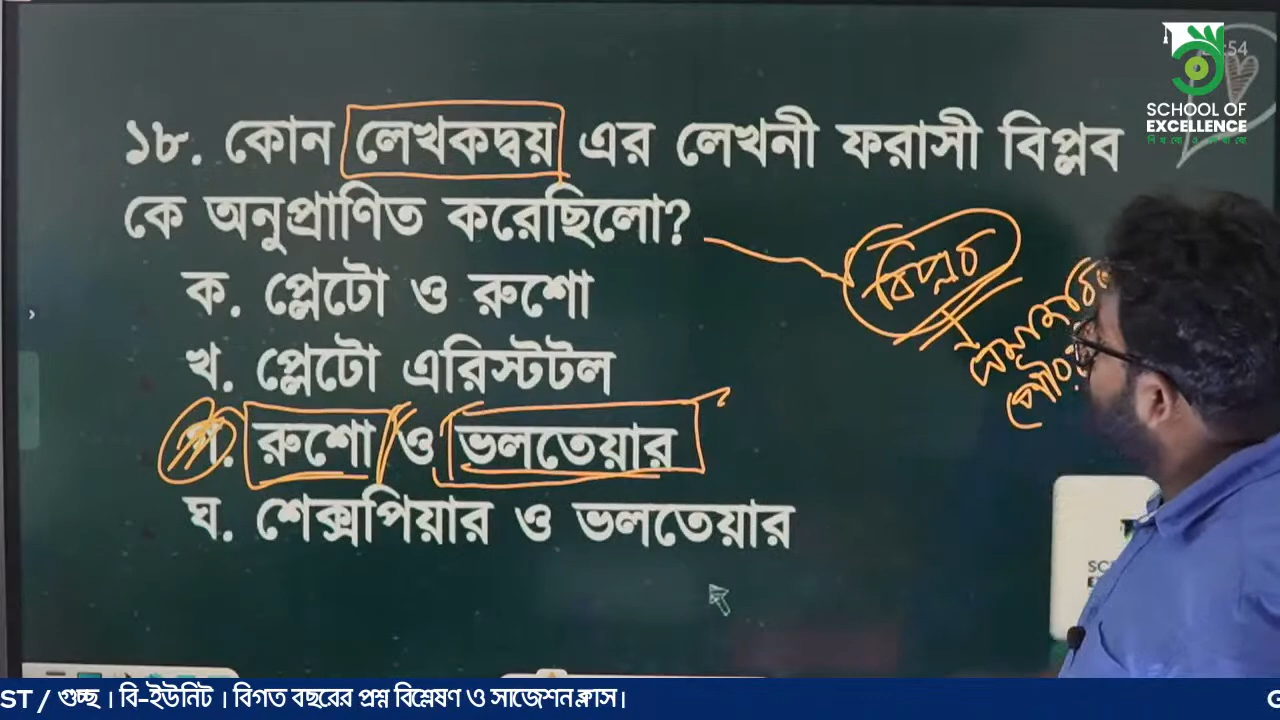 :54
SCHOOL OF
EXCELLENCE
১৮. কোন লেখকদ্বয় এর লেখনী ফরাসী বিপ্লব
কে অনুপ্রাণিত করেছিলো?
বিপ্লব
ক. প্লেটো ও রুশো
খ. প্লেটো এরিস্টটল
গ. রুশো ও ভলতেয়ার
ঘ. শেক্সপিয়ার ও ভলতেয়ার
ST / গুচ্ছ । বি-ইউনিট । বিগত বছরের প্রশ্ন বিশ্লেষণ ও সাজেশন ক্লাস।
G